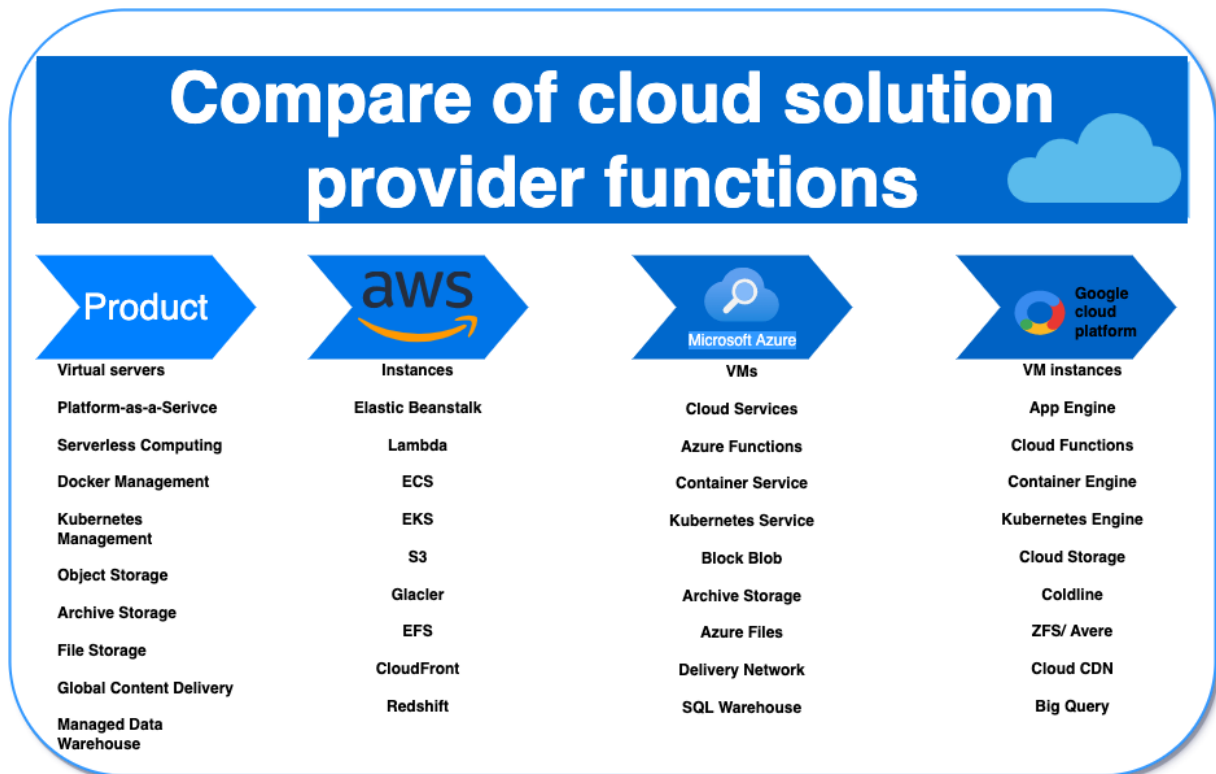 Compare of cloud solution
provider functions
Product
aws
Microsoft Azure
Google
cloud
platform
Virtual servers
Instances
VMs
VM instances
Platform-as-a-Serivce
Elastic Beanstalk
Cloud Services
App Engine
Serverless Computing
Lambda
Azure Functions
Cloud Functions
Docker Management
ECS
Container Service
Container Engine
Kubernetes
Management
EKS
Kubernetes Service
Kubernetes Engine
Object Storage
S3
Block Blob
Cloud Storage
Archive Storage
Glacler
Archive Storage
Coldline
File Storage
EFS
Azure Files
ZFS/ Avere
Global Content Delivery
CloudFront
Delivery Network
Cloud CDN
Managed Data
Warehouse
Redshift
SQL Warehouse
Big Query